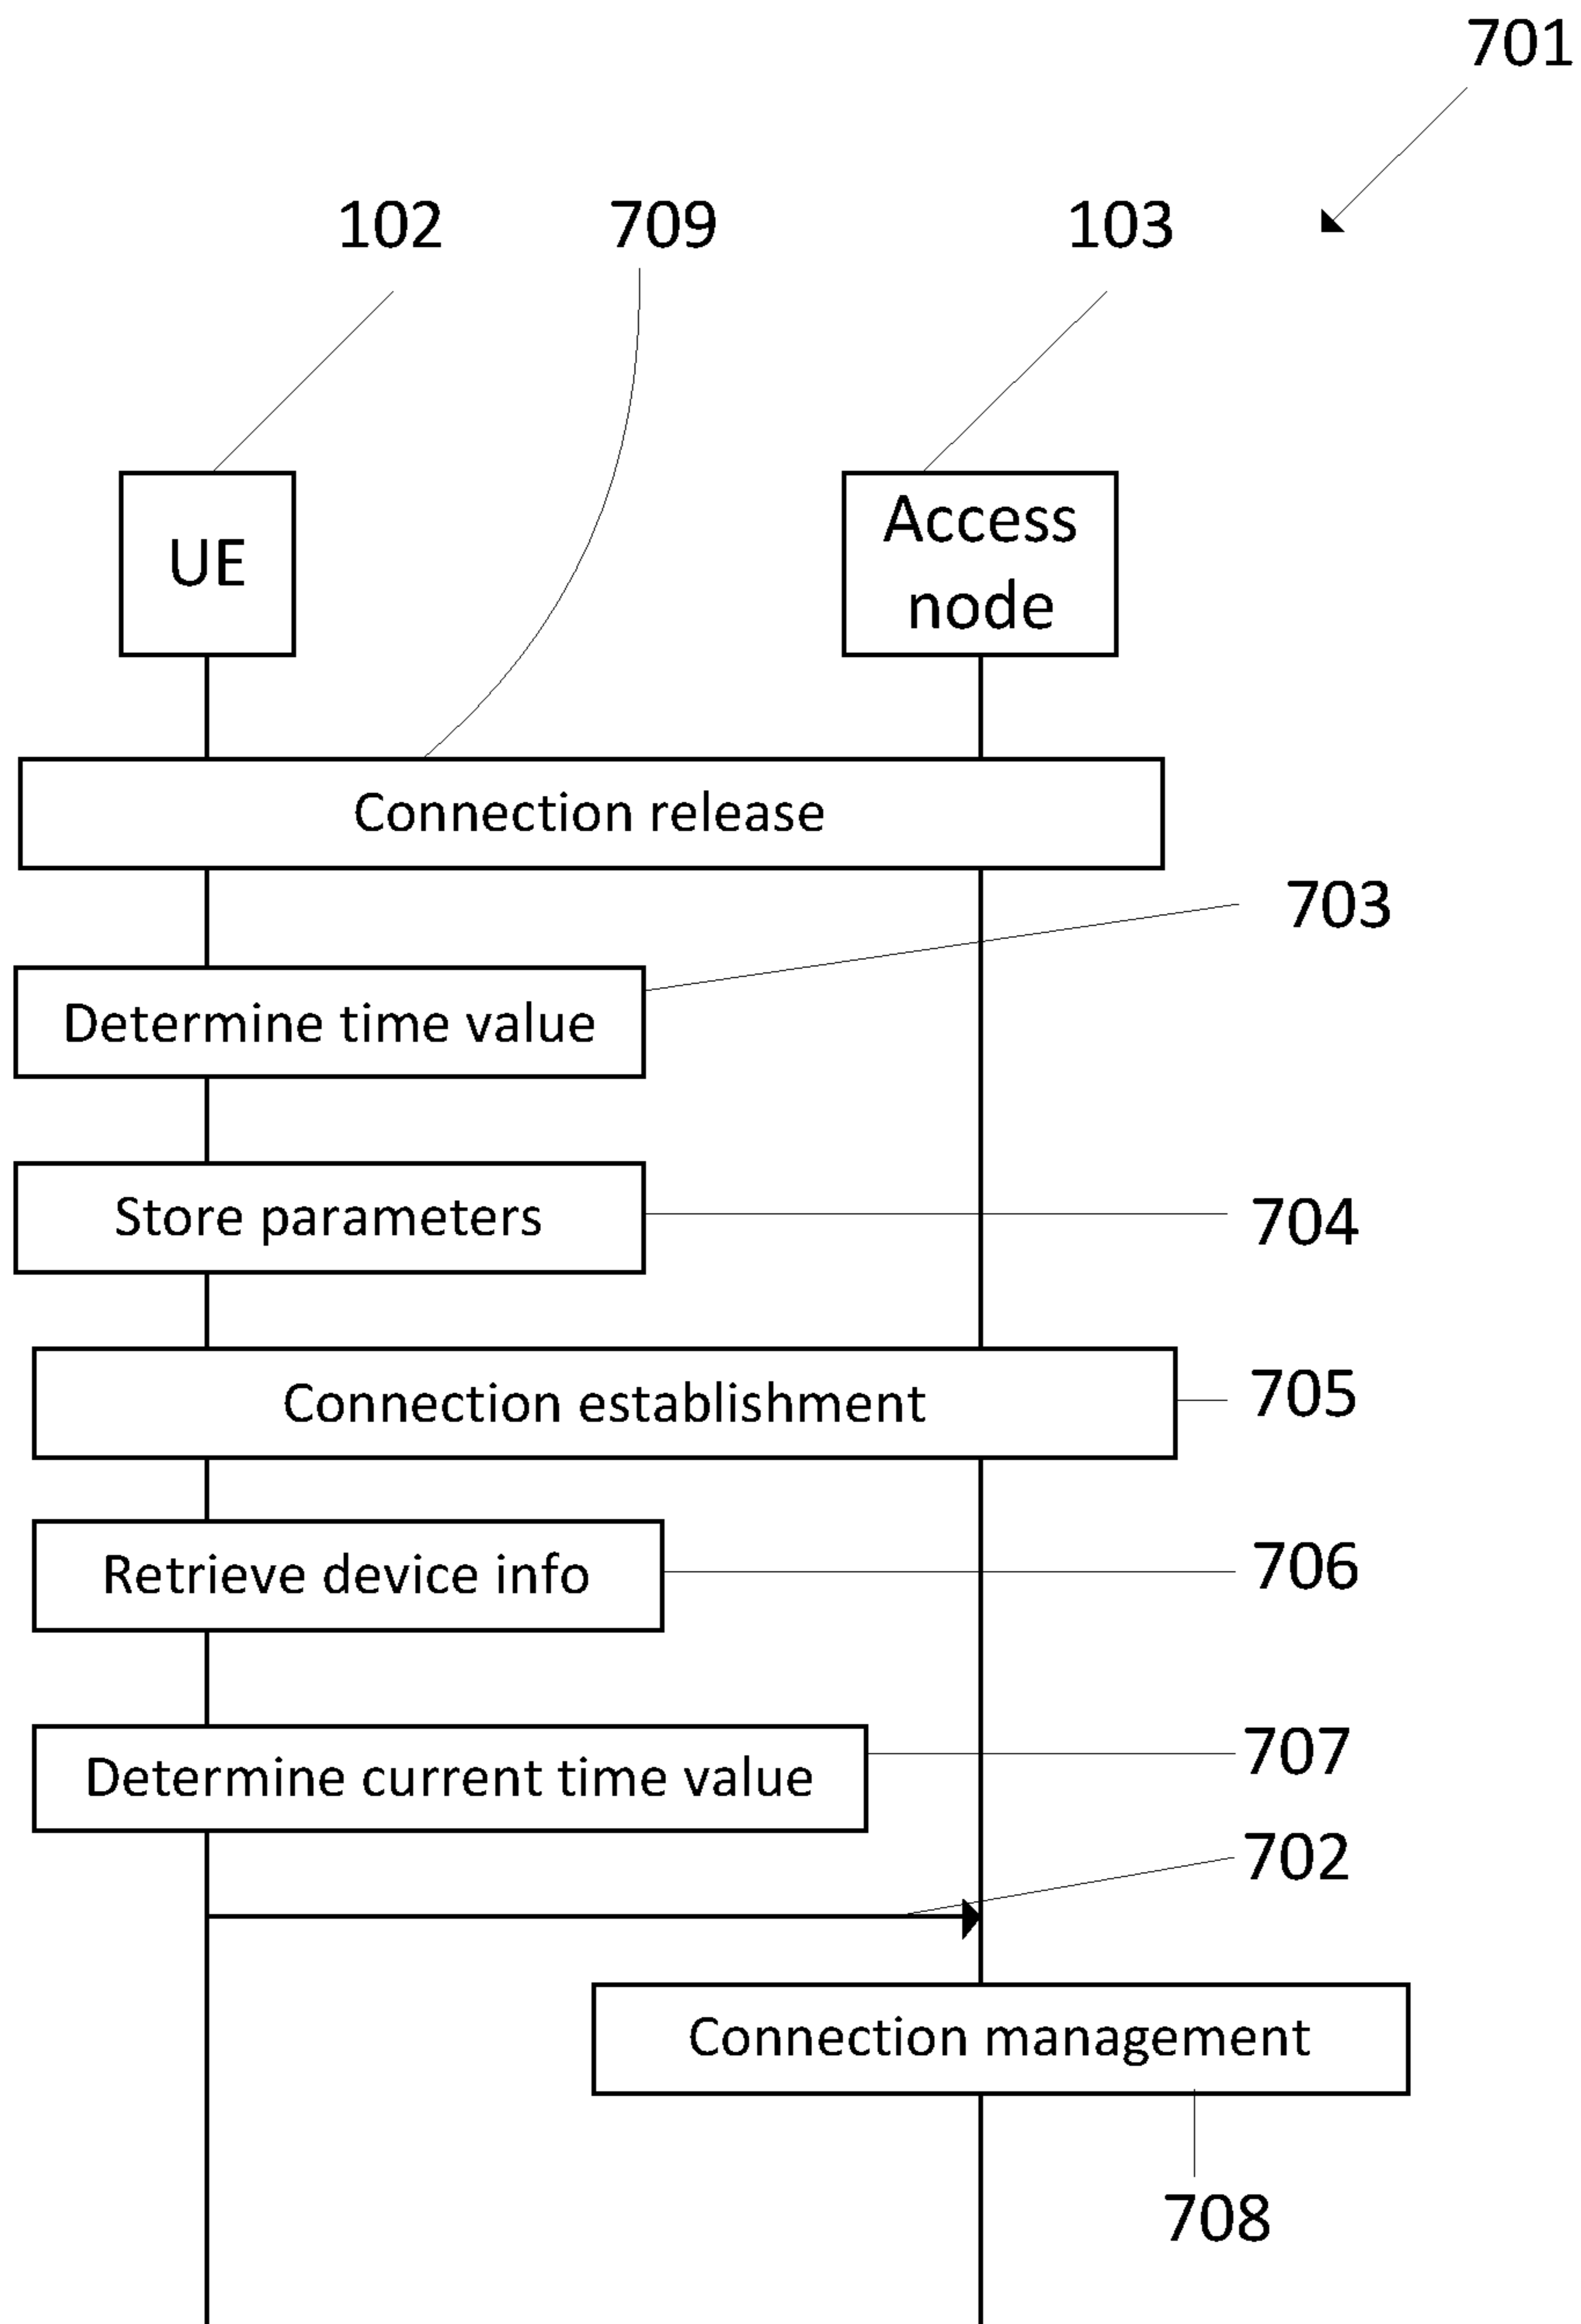 701
102 709 103
UE
Access
node
Connection release
703
Determine time value
Store parameters
704
Connection establishment
705
Retrieve device info
706
Determine current time value
707
702
Connection management
708